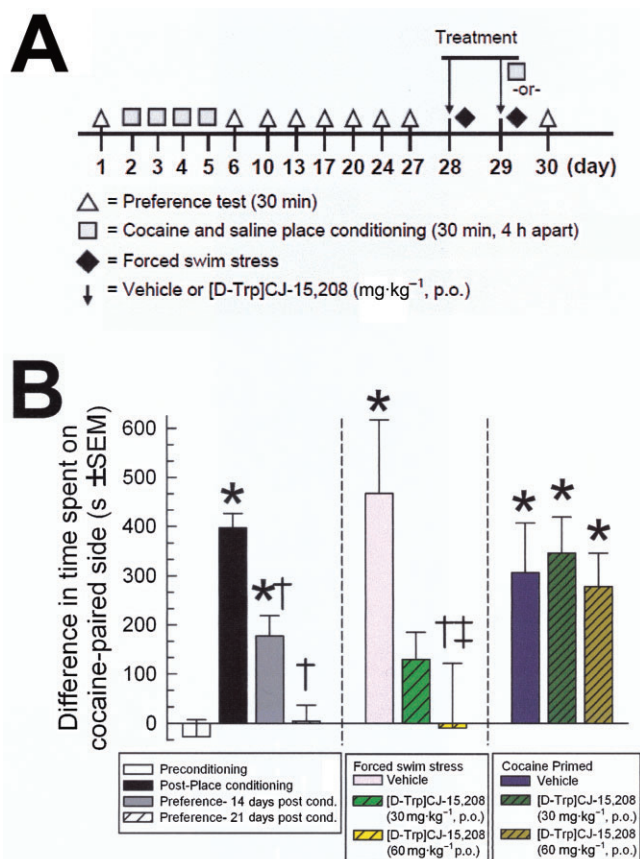 A
Treatment
-or-
1 2 3 4 5 6 10 13 17 20 24 27 28 29 30 (day)
= Preference test (30 min)
= Cocaine and saline place conditioning (30 min, 4 h apart)
= Forced swim stress
= Vehicle or [D-Trp]CJ-15,208 (mg·kg⁻¹, p.o.)
B
Difference in time spent on
cocaine-paired side (s ±SEM)
600
500
400
300
200
100
0
*
*†
†
*
†‡
*
*
*
Preconditioning
Post-Place conditioning
Preference- 14 days post cond.
Preference- 21 days post cond.
Forced swim stress
Vehicle
[D-Trp]CJ-15,208
(30 mg·kg⁻¹, p.o.)
[D-Trp]CJ-15,208
(60 mg·kg⁻¹ p.o.)
Cocaine Primed
Vehicle
[D-Trp]CJ-15,208
(30 mg·kg⁻¹, p.o.)
[D-Trp]CJ-15,208
(60 mg·kg⁻¹, p.o.)